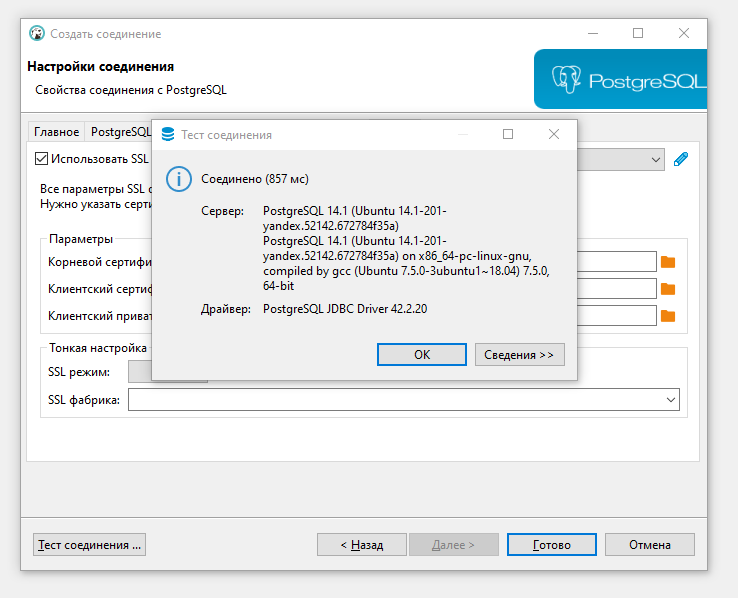 Создать соединение
Настройки соединения
Свойства соединения с PostgreSQL
PostgreSQL
Главное
PostgreSQL
Тест соединения
Использовать SSL
Все параметры SSL
Нужно указать
Соединено (857 мс)
Сервер:
PostgreSQL 14.1 (Ubuntu 14.1-201-
yandex.52142.672784f35a)
PostgreSQL 14.1 (Ubuntu 14.1-201-
yandex.52142.672784f35a) on x86_64-pc-linux-gnu,
compiled by gcc (Ubuntu 7.5.0-3ubuntu1~18.04) 7.5.0,
64-bit
Драйвер:
PostgreSQL JDBC Driver 42.2.20
OK
Сведения >>
Параметры
Корневой
Клиентский
Клиентский
Тонкая настройка
SSL режим:
SSL фабрика:
Тест соединения ...
< Назад
Далее >
Готово
Отмена